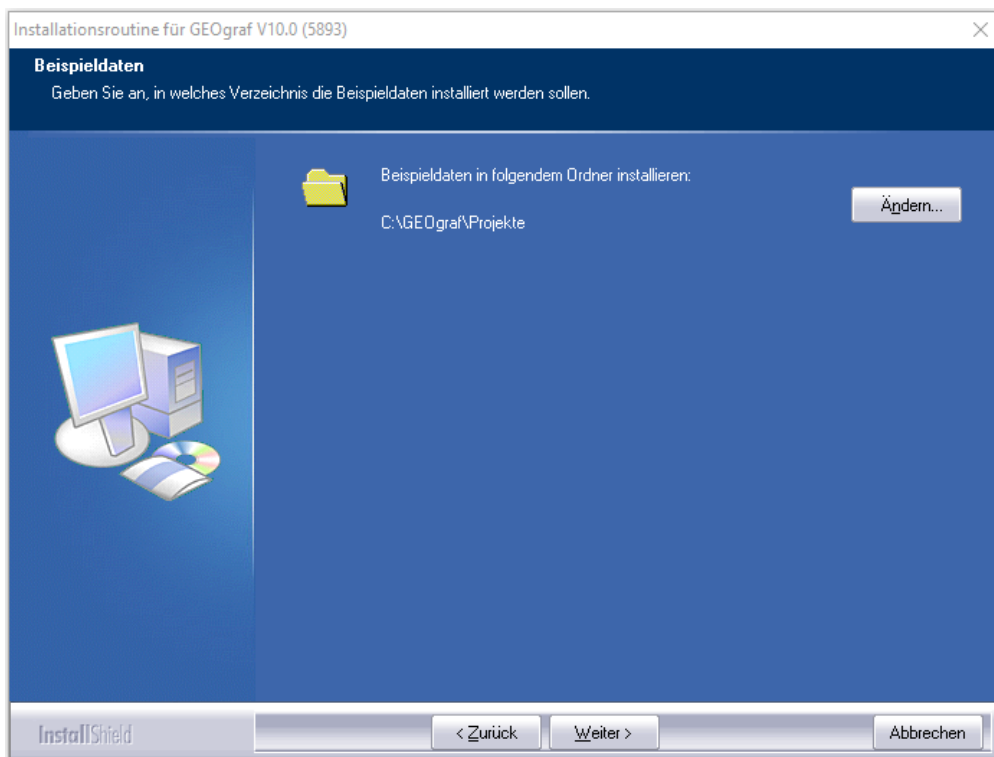 Installationsroutine für GEOgraf V10.0 (5893)
Beispieldaten
Geben Sie an, in welches Verzeichnis die Beispieldaten installiert werden sollen.
Beispieldaten in folgendem Ordner installieren:
Ändern...
C:\GEOgraf\Projekte
InstallShield
< Zurück
Weiter >
Abbrechen